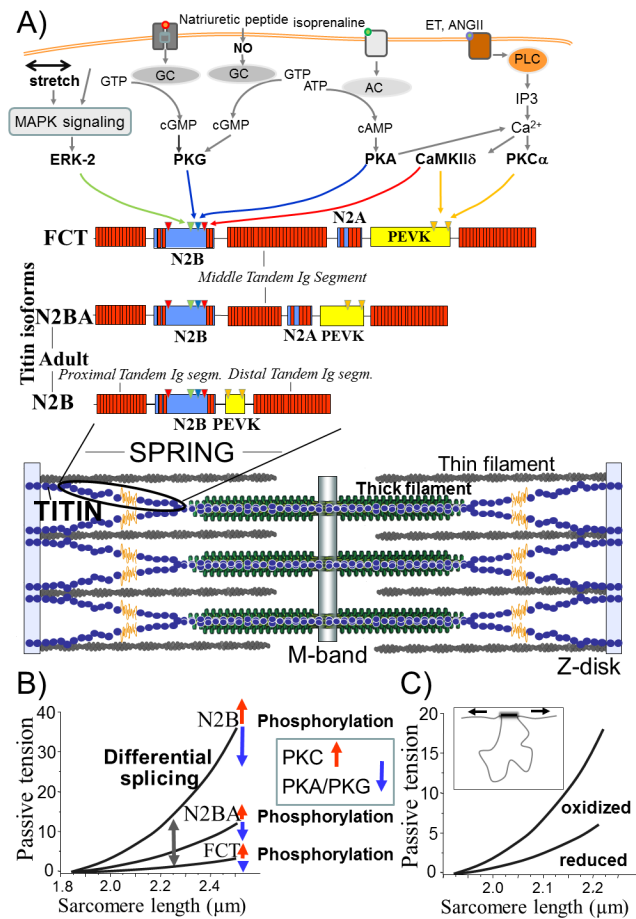 A)
Natriuretic peptide
isoprenaline
ET, ANGII
NO
PLC
stretch
GTP
GC
GC
GTP
ATP
AC
IP3
MAPK signaling
cGMP
cGMP
cAMP
Ca2+
ERK-2
PKG
PKA
CaMKIIδ
PKCα
FCT
N2B
N2A
PEVK
Middle Tandem Ig Segment
Titin isoforms
N2BA
N2B
N2A
PEVK
Adult
Proximal Tandem Ig segm.
Distal Tandem Ig segm.
N2B
N2B
PEVK
SPRING
Thin filament
TITIN
Thick filament
M-band
Z-disk
B)
Passive tension
40
30
20
10
0
N2B
Phosphorylation
Differential
splicing
PKC
PKA/PKG
N2BA
Phosphorylation
FCT
Phosphorylation
1.8
2.0
2.2
2.4
Sarcomere length (µm)
C)
Passive tension
20
15
10
5
0
oxidized
reduced
2.0
2.1
2.2
Sarcomere length (µm)